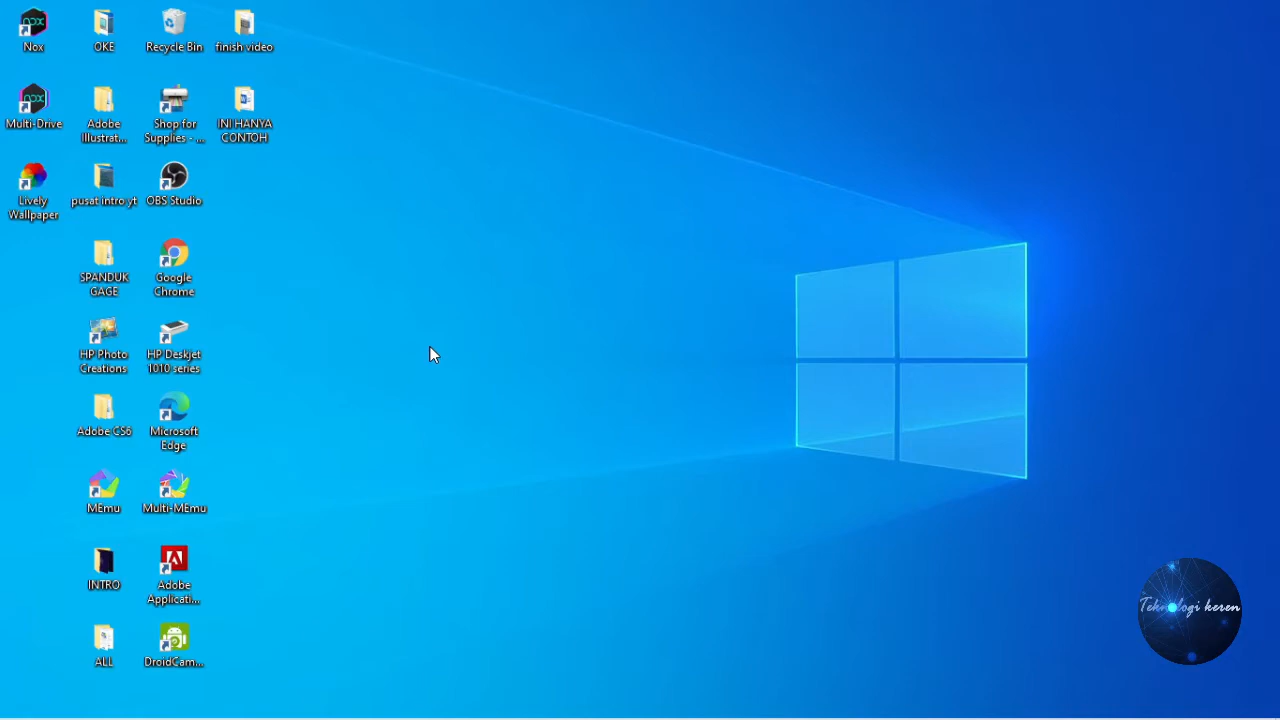 Nox
OKE
Recycle Bin
finish video
Multi-Drive
Adobe
Illustrat...
Shop for
Supplies - ...
INI HANYA
CONTOH
Lively
Wallpaper
pusat intro yt
OBS Studio
SPANDUK
GAGE
Google
Chrome
HP Photo
Creations
HP Deskjet
1010 series
Adobe CS6
Microsoft
Edge
MEmu
Multi-MEmu
INTRO
Adobe
Applicati...
ALL
DroidCam...
Teknologi keren